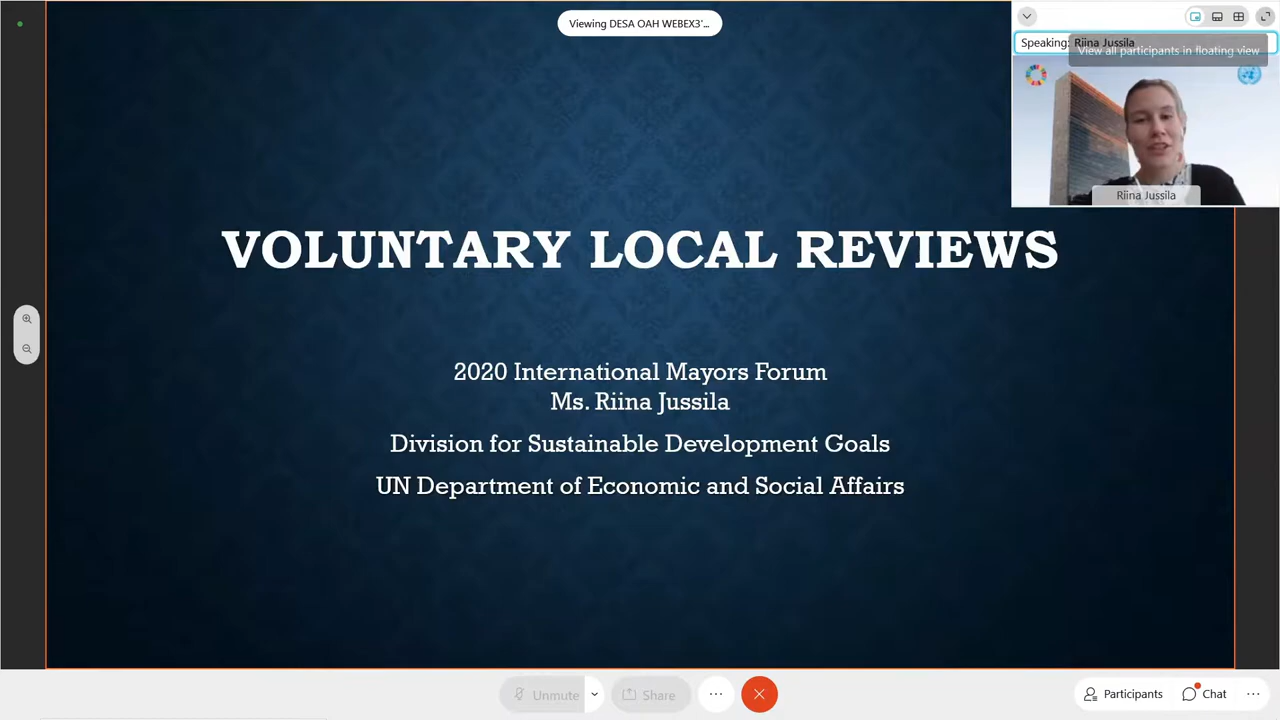 Viewing DESA OAH WEBEX3'...
Speaking: Riina Jussila
View all participants in floating view
Riina Jussila
VOLUNTARY LOCAL REVIEWS
2020 International Mayors Forum
Ms. Riina Jussila
Division for Sustainable Development Goals
UN Department of Economic and Social Affairs
Unmute
Share
Participants
Chat